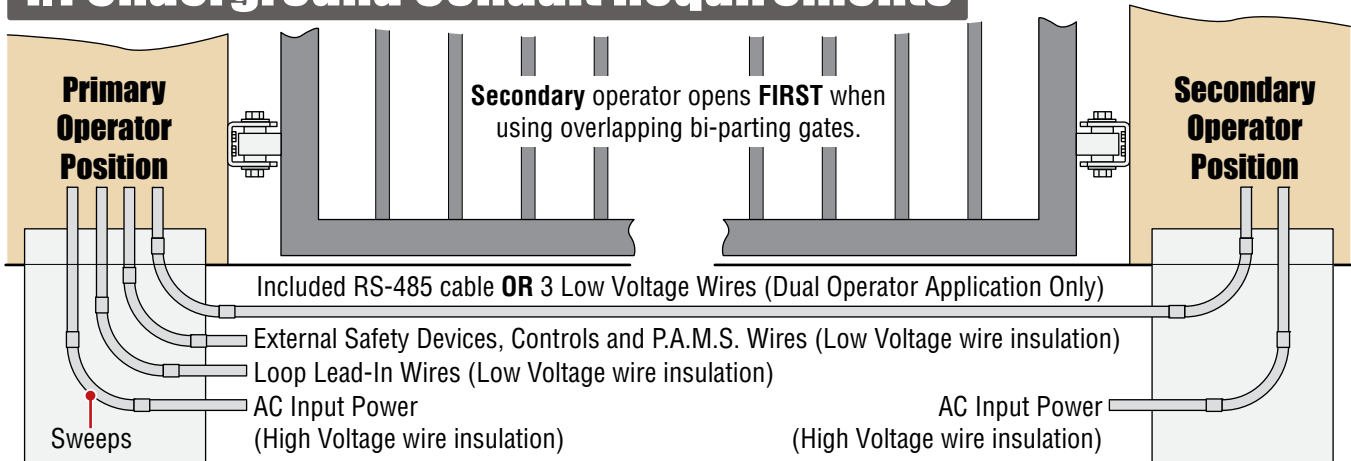 Underground Conduit Requirements
Primary
Operator
Position
Secondary operator opens FIRST when
using overlapping bi-parting gates.
Secondary
Operator
Position
Included RS-485 cable OR 3 Low Voltage Wires (Dual Operator Application Only)
External Safety Devices, Controls and P.A.M.S. Wires (Low Voltage wire insulation)
Loop Lead-In Wires (Low Voltage wire insulation)
AC Input Power
(High Voltage wire insulation)
AC Input Power
(High Voltage wire insulation)
Sweeps